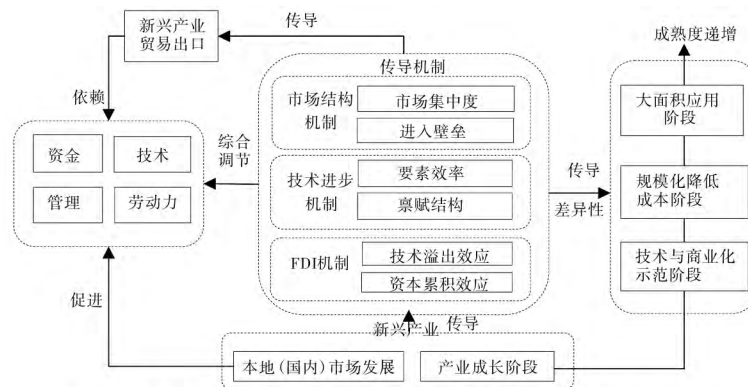 新兴产业
贸易出口
传导
成熟度递增
传导机制
依赖
市场结构
机制
市场集中度
进入壁垒
大面积应用
阶段
资金
技术
管理
劳动力
综合
调节
技术进步
机制
要素效率
禀赋结构
传导
差异性
规模化降低
成本阶段
FDI机制
技术溢出效应
资本累积效应
技术与商业化
示范阶段
促进
新兴产业
传导
本地(国内)市场发展
产业成长阶段